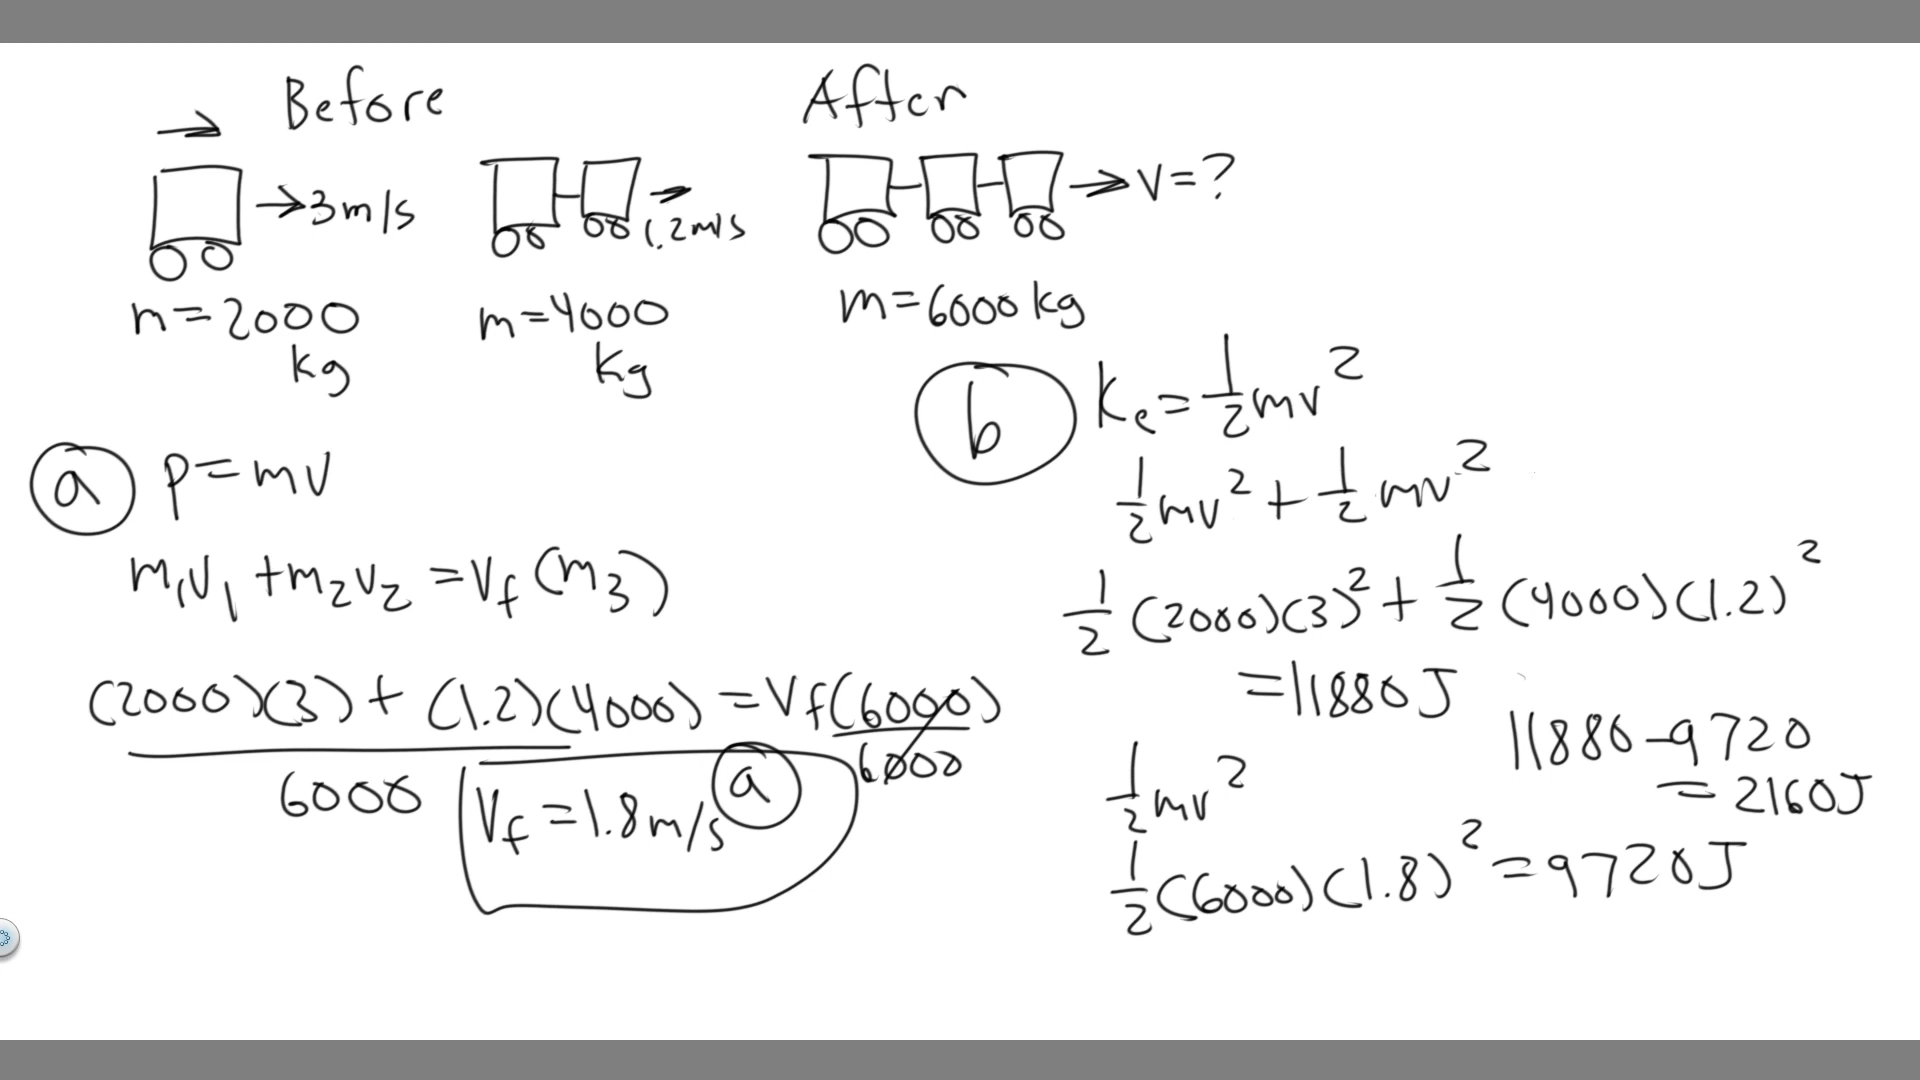 Before
After
→3m/s
1.2m/s
→V=?
m=2000
kg
m=4000
kg
m=6000kg
a P=mv
m₁v₁+m₂v₂=Vf(m₃)
(2000)(3)+(1.2)(4000)=Vf(6000)
6000
6000
Vf=1.8m/s a
b Ke=½mv²
½mv²+½mv²
½(2000)(3)²+½(4000)(1.2)²
=11880J
11880-9720
=2160J
½mv²
½(6000)(1.8)²=9720J